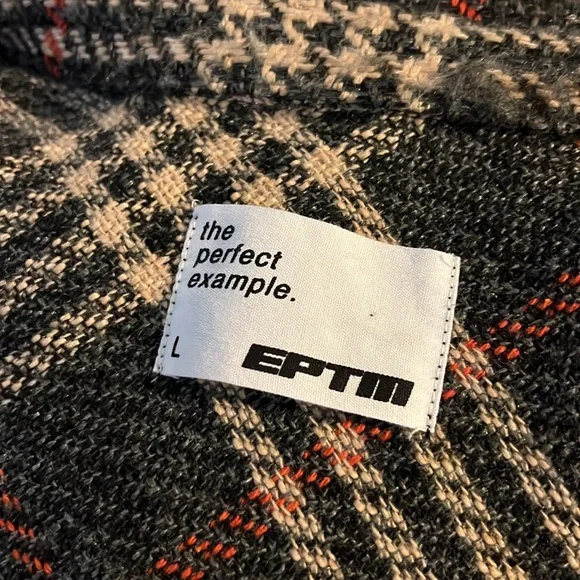 the
perfect
example.
L
EPTM